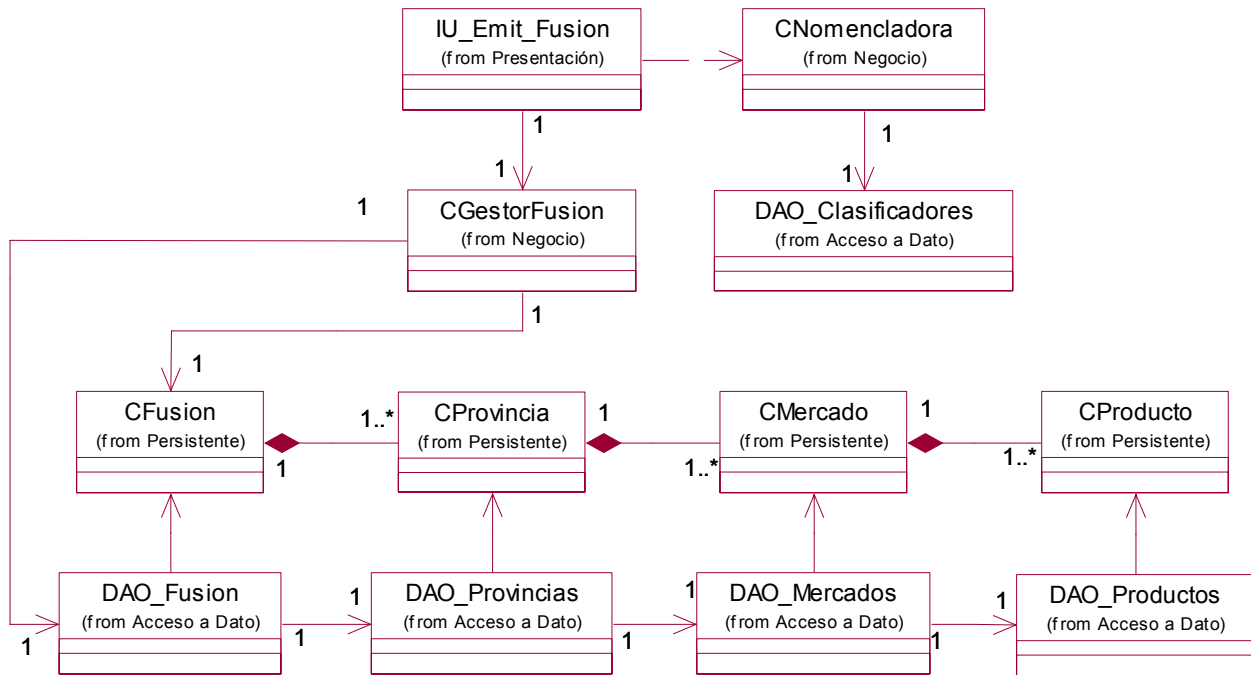 IU_Emit_Fusion
(from Presentación)
CNomencladora
(from Negocio)
1
1
1
1
1
CGestorFusion
(from Negocio)
DAO_Clasificadores
(from Acceso a Dato)
1
1
CFusion
(from Persistente)
1
1..*
CProvincia
(from Persistente)
1
1..*
CMercado
(from Persistente)
1
1..*
CProducto
(from Persistente)
1
DAO_Fusion
(from Acceso a Dato)
1
1
DAO_Provincias
(from Acceso a Dato)
1
1
DAO_Mercados
(from Acceso a Dato)
1
1
DAO_Productos
(from Acceso a Dato)